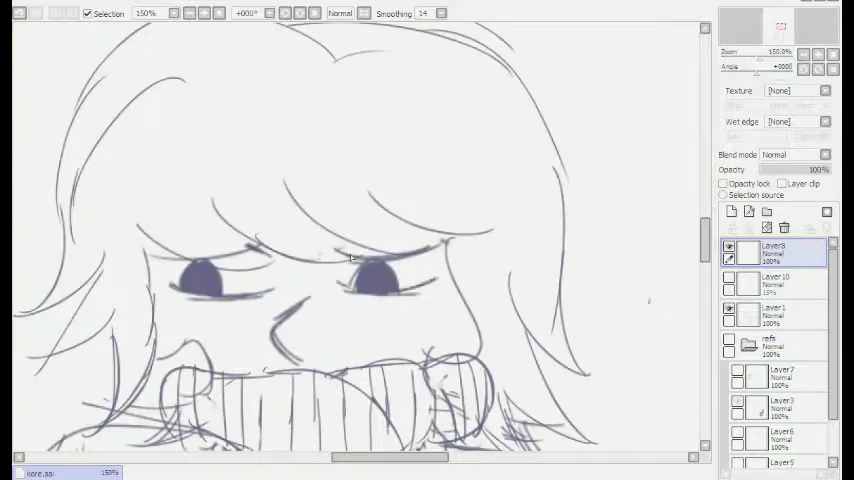 Selection 150% +000° Normal Smoothing 14
Zoom 150.0%
Angle +000°
Texture [None]
Wet edge [None]
Blend mode Normal
Opacity 100%
Opacity lock Layer clip
Selection source
Layer8
Normal
100%
Layer10
Normal
15%
Layer1
Normal
100%
refs
Normal
100%
Layer7
Normal
100%
Layer3
Normal
100%
Layer6
Normal
100%
Layer5
kore.sai 150%